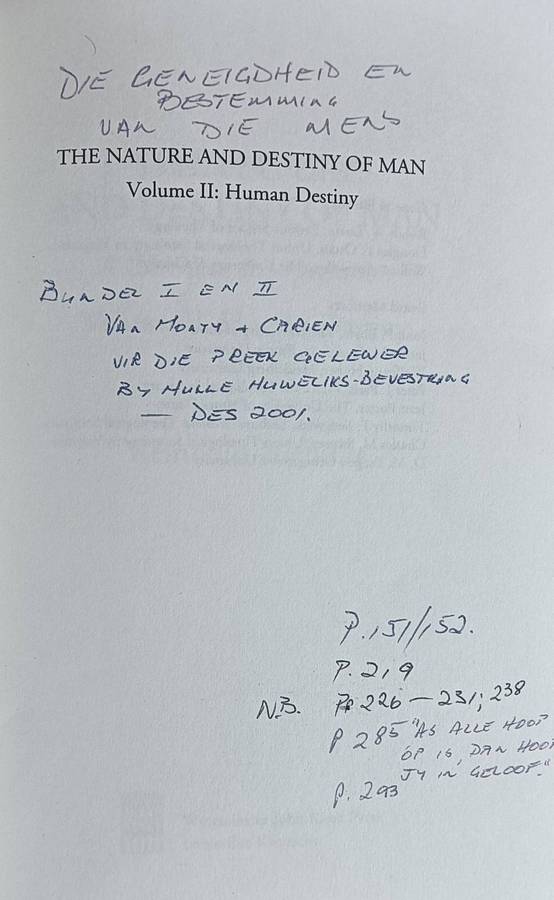 DIE GENEIGDHEID EN
BESTEMMING
VAN DIE MENS
THE NATURE AND DESTINY OF MAN
Volume II: Human Destiny
BUNDEL I EN II
VAN MONTY + CARIEN
VIR DIE PREEK GELEWER
BY HULLE HUWELIKS-BEVESTIGING
— DES 2001.
P. 151/152.
P. 219
N.B. P. 226 — 231; 238
P 285 "AS ALLE HOOP
OP IS, DAN HOOP
JY IN GELOOF."
P. 293